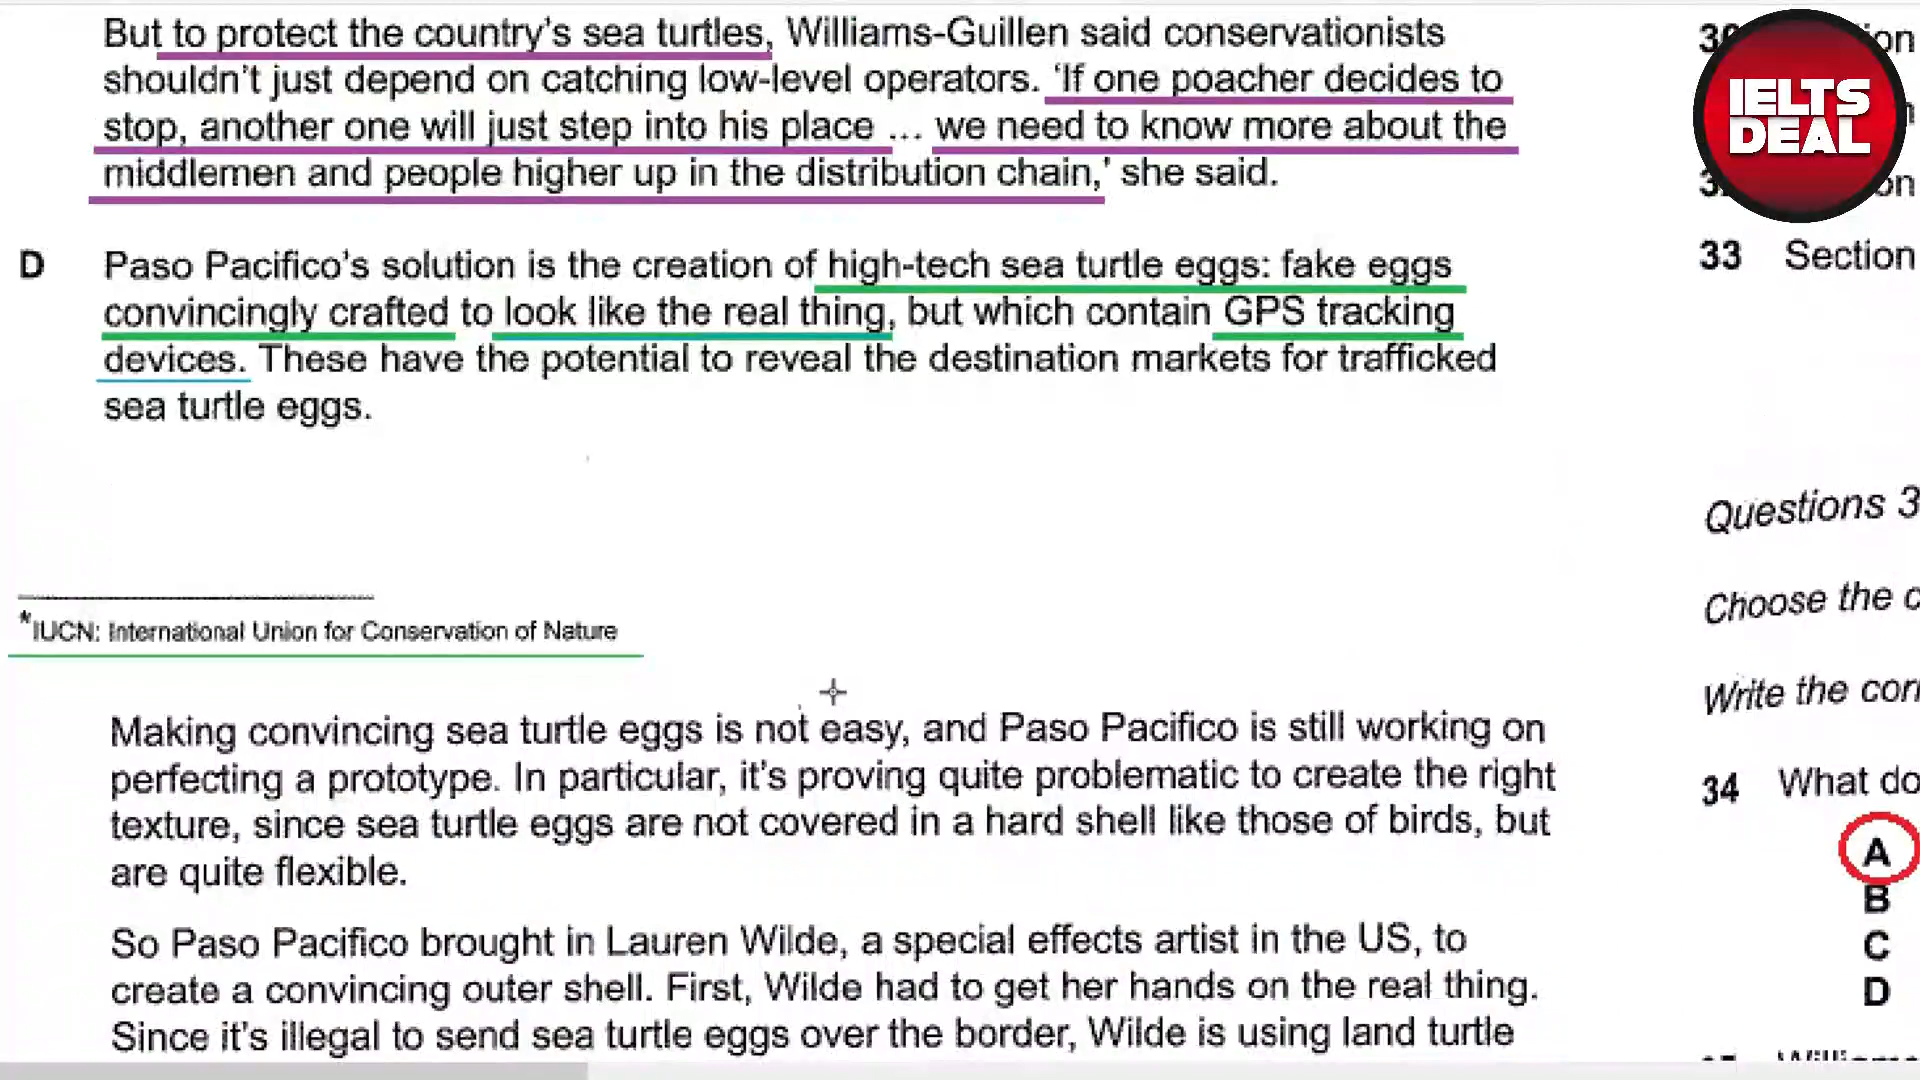 But to protect the country's sea turtles, Williams-Guillen said conservationists
shouldn't just depend on catching low-level operators. 'If one poacher decides to
stop, another one will just step into his place ... we need to know more about the
middlemen and people higher up in the distribution chain,' she said.
D Paso Pacifico's solution is the creation of high-tech sea turtle eggs: fake eggs
convincingly crafted to look like the real thing, but which contain GPS tracking
devices. These have the potential to reveal the destination markets for trafficked
sea turtle eggs.
*IUCN: International Union for Conservation of Nature
Making convincing sea turtle eggs is not easy, and Paso Pacifico is still working on
perfecting a prototype. In particular, it's proving quite problematic to create the right
texture, since sea turtle eggs are not covered in a hard shell like those of birds, but
are quite flexible.
So Paso Pacifico brought in Lauren Wilde, a special effects artist in the US, to
create a convincing outer shell. First, Wilde had to get her hands on the real thing.
Since it's illegal to send sea turtle eggs over the border, Wilde is using land turtle
IELTS
DEAL
33 Section
Questions 3
Choose the
Write the
34 What do
A
B
C
D